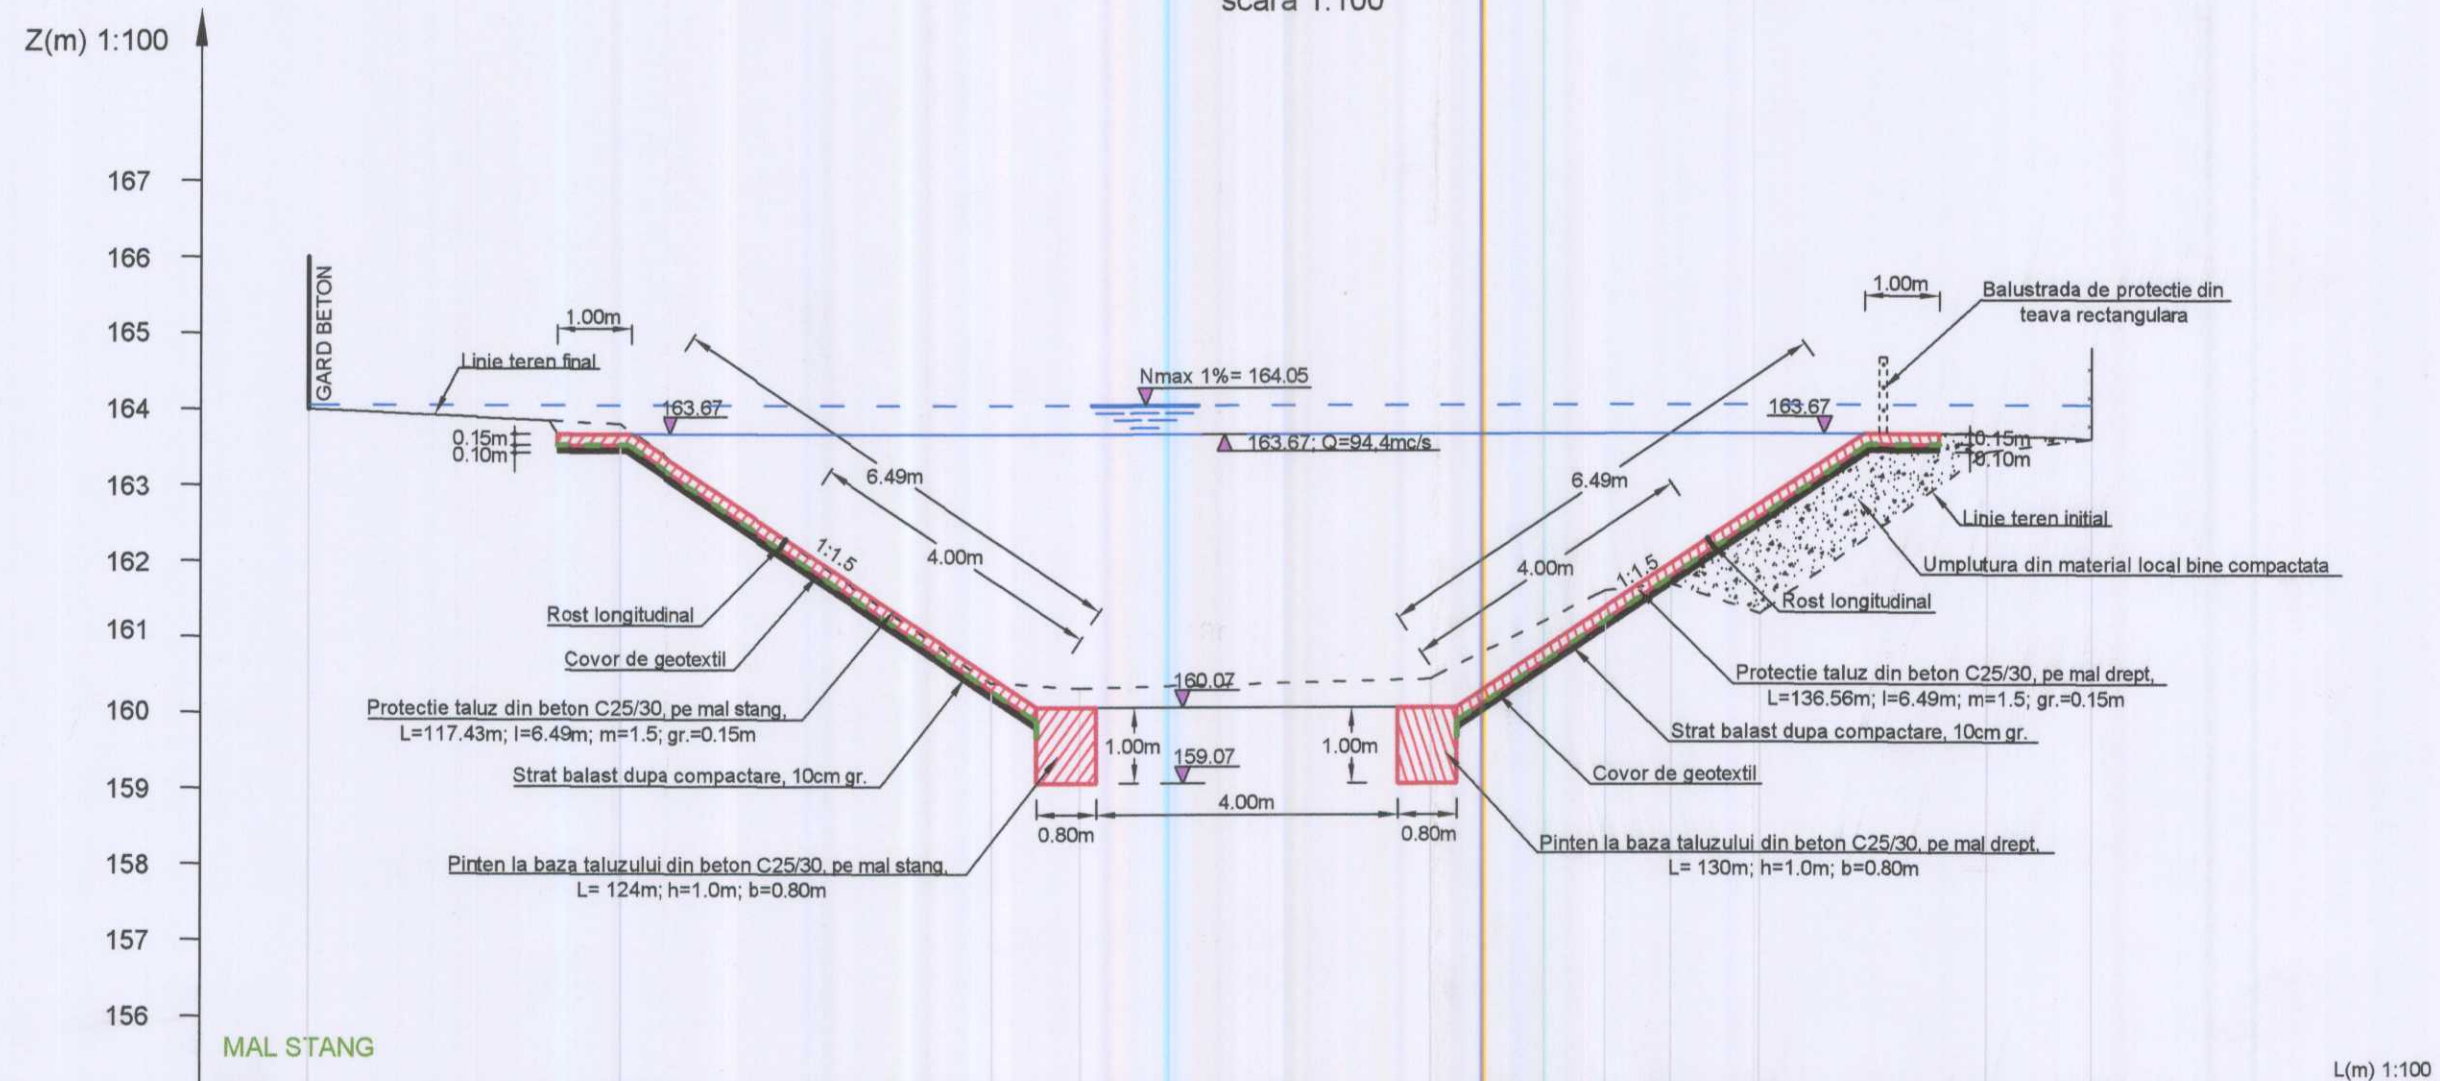 scara 1:100
Z(m) 1:100
167
166
165
164
163
162
161
160
159
158
157
156
GARD BETON
Linie teren final
1.00m
163.67
0.15m
0.10m
6.49m
4.00m
1:1.5
Nmax 1%= 164.05
163.67; Q=94,4mc/s
1.00m
Balustrada de protectie din
teava rectangulara
163.67
0.15m
0.10m
6.49m
4.00m
1:1.5
Linie teren initial
Umplutura din material local bine compactata
Rost longitudinal
Rost longitudinal
Covor de geotextil
Protectie taluz din beton C25/30, pe mal stang,
L=117.43m; l=6.49m; m=1.5; gr.=0.15m
Strat balast dupa compactare, 10cm gr.
Pinten la baza taluzului din beton C25/30, pe mal stang,
L= 124m; h=1.0m; b=0.80m
160.07
1.00m
159.07
1.00m
0.80m
4.00m
0.80m
Protectie taluz din beton C25/30, pe mal drept,
L=136.56m; l=6.49m; m=1.5; gr.=0.15m
Strat balast dupa compactare, 10cm gr.
Covor de geotextil
Pinten la baza taluzului din beton C25/30, pe mal drept,
L= 130m; h=1.0m; b=0.80m
MAL STANG
L(m) 1:100